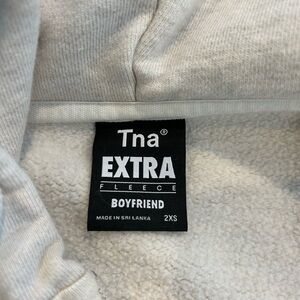 Tna®
EXTRA
FLEECE
BOYFRIEND
MADE IN SRI LANKA 2XS